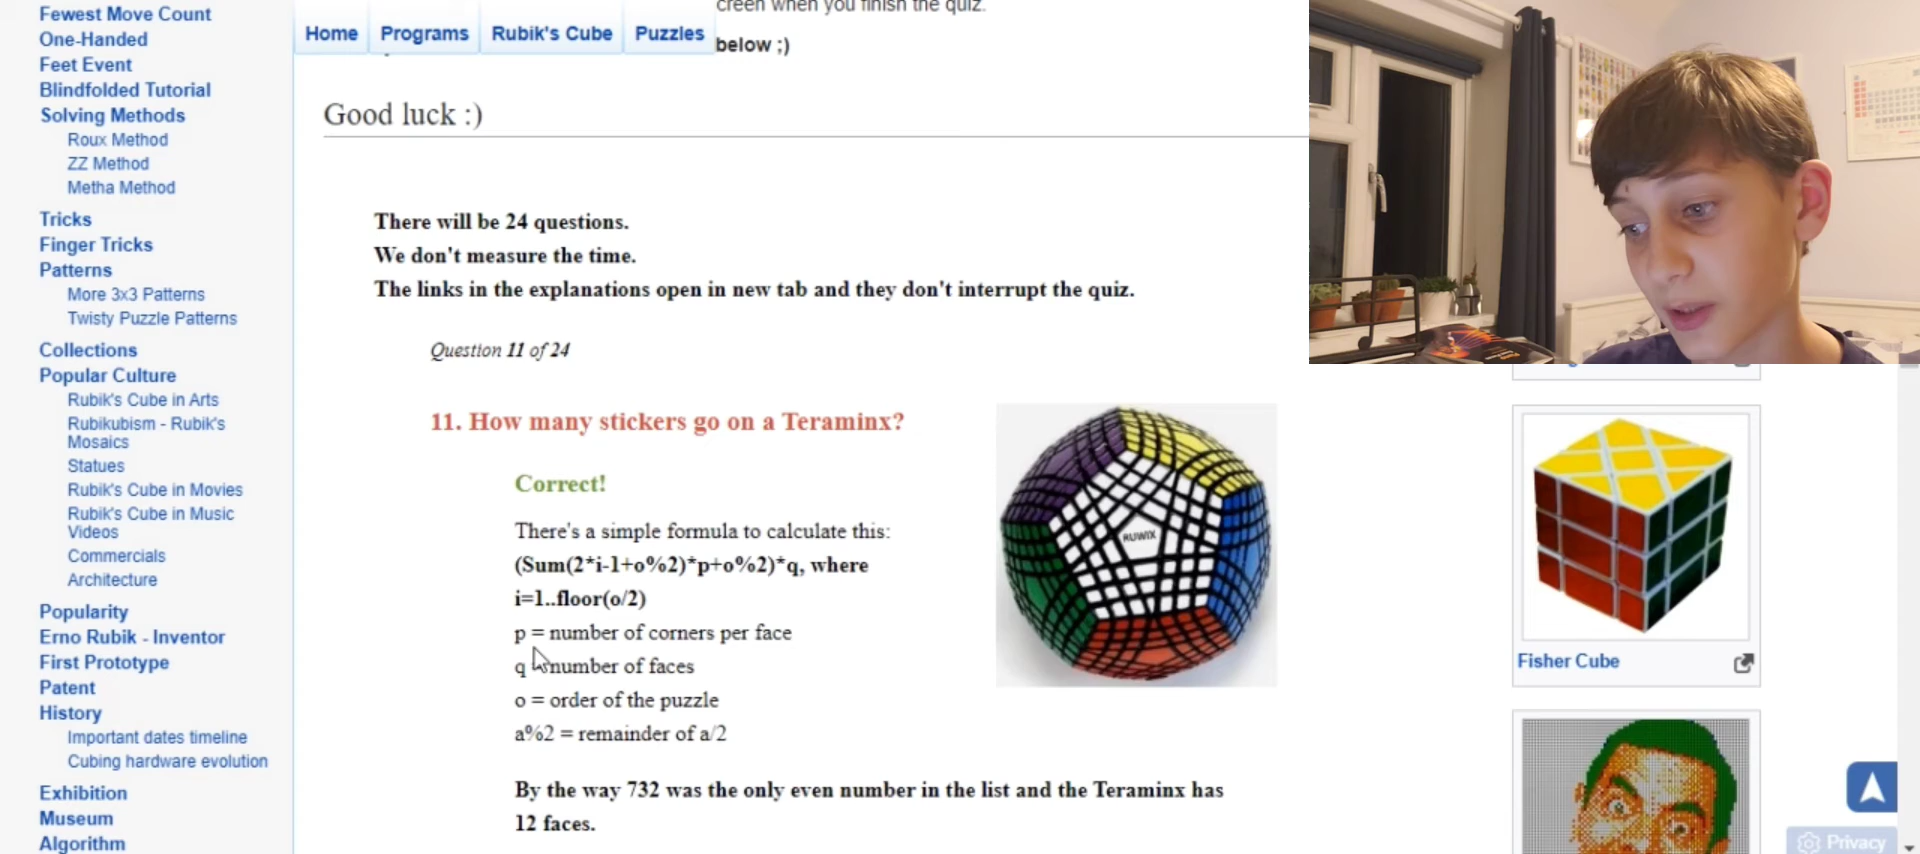 Fewest Move Count
One-Handed
Feet Event
Blindfolded Tutorial
Solving Methods
Roux Method
ZZ Method
Metha Method
Tricks
Finger Tricks
Patterns
More 3x3 Patterns
Twisty Puzzle Patterns
Collections
Popular Culture
Rubik's Cube in Arts
Rubikubism - Rubik's
Mosaics
Statues
Rubik's Cube in Movies
Rubik's Cube in Music
Videos
Commercials
Architecture
Popularity
Erno Rubik - Inventor
First Prototype
Patent
History
Important dates timeline
Cubing hardware evolution
Exhibition
Museum
Algorithm
Home Programs Rubik's Cube Puzzles
creen when you finish the quiz.
below ;)
Good luck :)
There will be 24 questions.
We don't measure the time.
The links in the explanations open in new tab and they don't interrupt the quiz.
Question 11 of 24
11. How many stickers go on a Teraminx?
Correct!
There's a simple formula to calculate this:
(Sum(2*i-1+o%2)*p+o%2)*q, where
i=1..floor(o/2)
p = number of corners per face
q = number of faces
o = order of the puzzle
a%2 = remainder of a/2
By the way 732 was the only even number in the list and the Teraminx has
12 faces.
RUWIX
Fisher Cube
Privacy